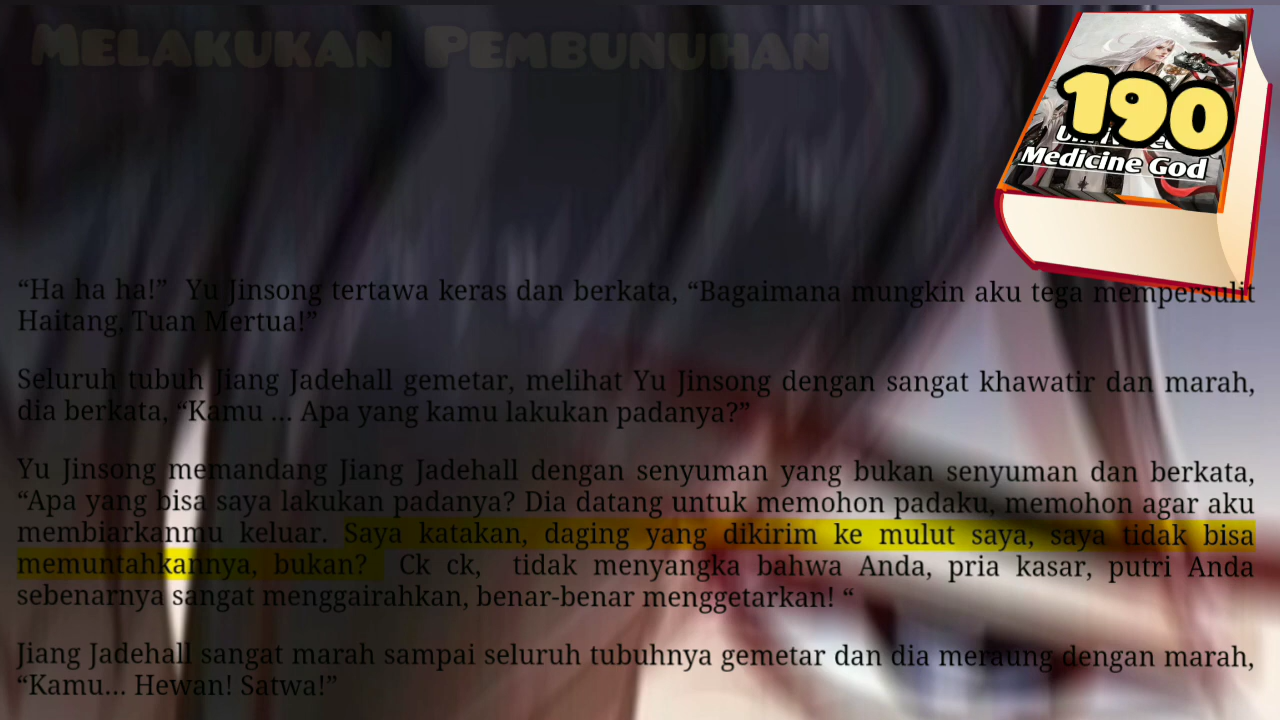 MELAKUKAN PEMBUNUHAN
190
Medicine God
“Ha ha ha!” Yu Jinsong tertawa keras dan berkata, “Bagaimana mungkin aku tega mempersulit
Haitang, Tuan Mertua!”
Seluruh tubuh Jiang Jadehall gemetar, melihat Yu Jinsong dengan sangat khawatir dan marah,
dia berkata, “Kamu ... Apa yang kamu lakukan padanya?”
Yu Jinsong memandang Jiang Jadehall dengan senyuman yang bukan senyuman dan berkata,
“Apa yang bisa saya lakukan padanya? Dia datang untuk memohon padaku, memohon agar aku
membiarkanmu keluar. Saya katakan, daging yang dikirim ke mulut saya, saya tidak bisa
memuntahkannya, bukan? Ck ck, tidak menyangka bahwa Anda, pria kasar, putri Anda
sebenarnya sangat menggairahkan, benar-benar menggetarkan! “
Jiang Jadehall sangat marah sampai seluruh tubuhnya gemetar dan dia meraung dengan marah,
“Kamu... Hewan! Satwa!”